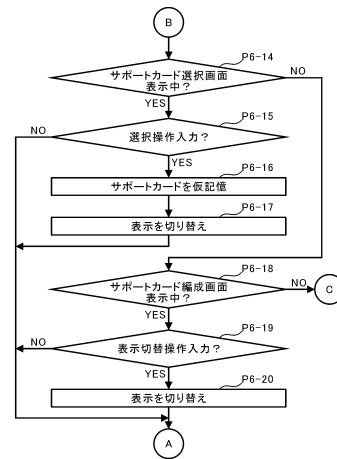 B
P6-14
サポートカード選択画面
表示中？
NO
YES
P6-15
NO
選択操作入力？
YES
P6-16
サポートカードを仮記憶
P6-17
表示を切り替え
P6-18
サポートカード編成画面
表示中？
NO
C
YES
P6-19
NO
表示切替操作入力？
YES
P6-20
表示を切り替え
A